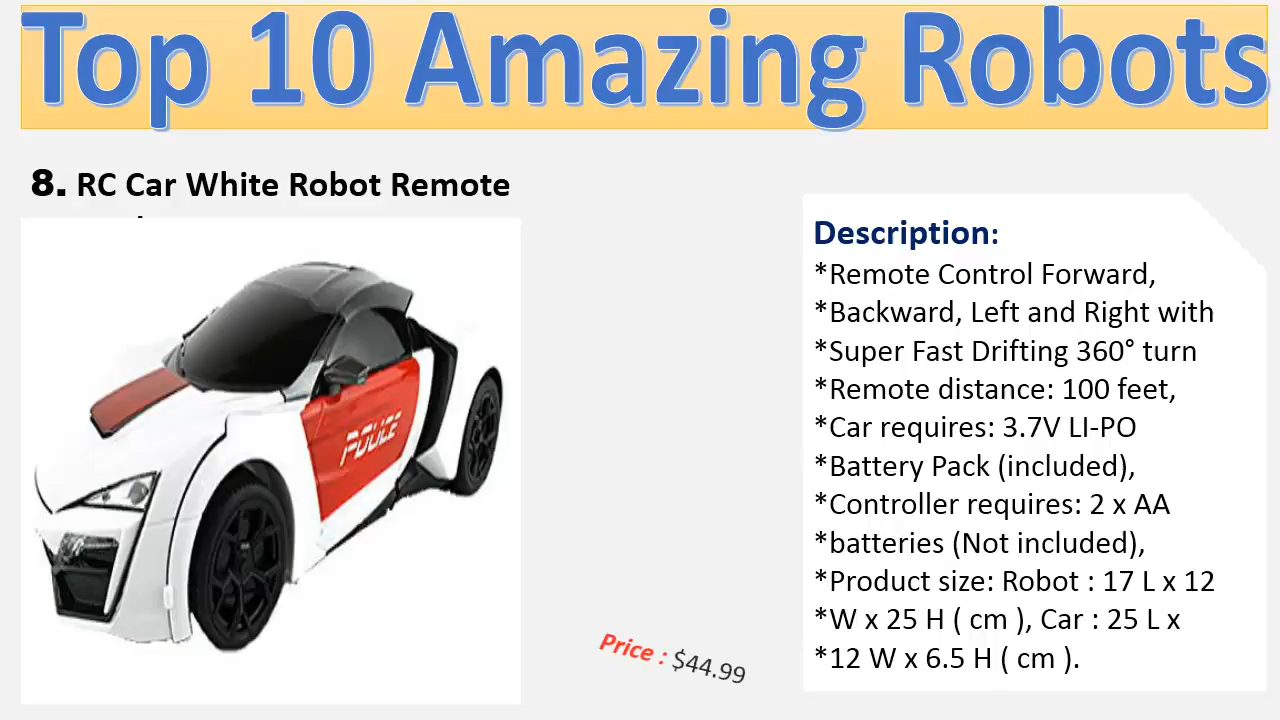 Top 10 Amazing Robots
8. RC Car White Robot Remote
POLICE
Price : $44.99
Description:
*Remote Control Forward,
*Backward, Left and Right with
*Super Fast Drifting 360° turn
*Remote distance: 100 feet,
*Car requires: 3.7V LI-PO
*Battery Pack (included),
*Controller requires: 2 x AA
*batteries (Not included),
*Product size: Robot : 17 L x 12
*W x 25 H ( cm ), Car : 25 L x
*12 W x 6.5 H ( cm ).